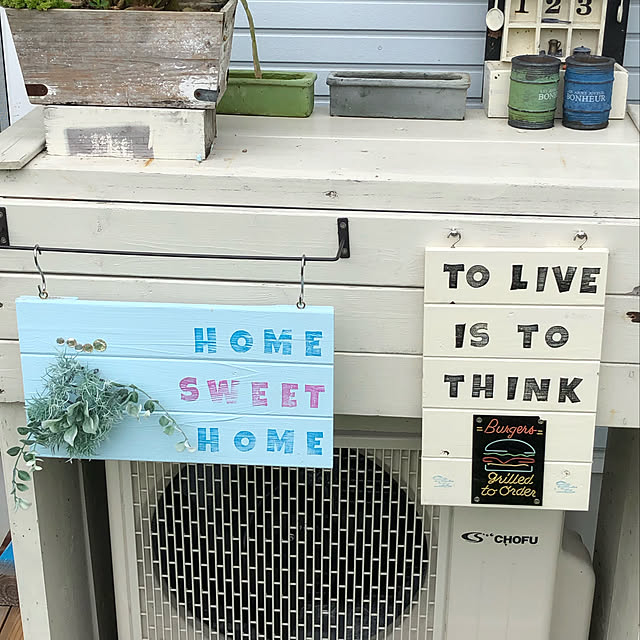 1 2 3
BONHEUR
HOME
SWEET
HOME
TO LIVE
IS TO
THINK
Burgers
grilled
to Order
CHOFU